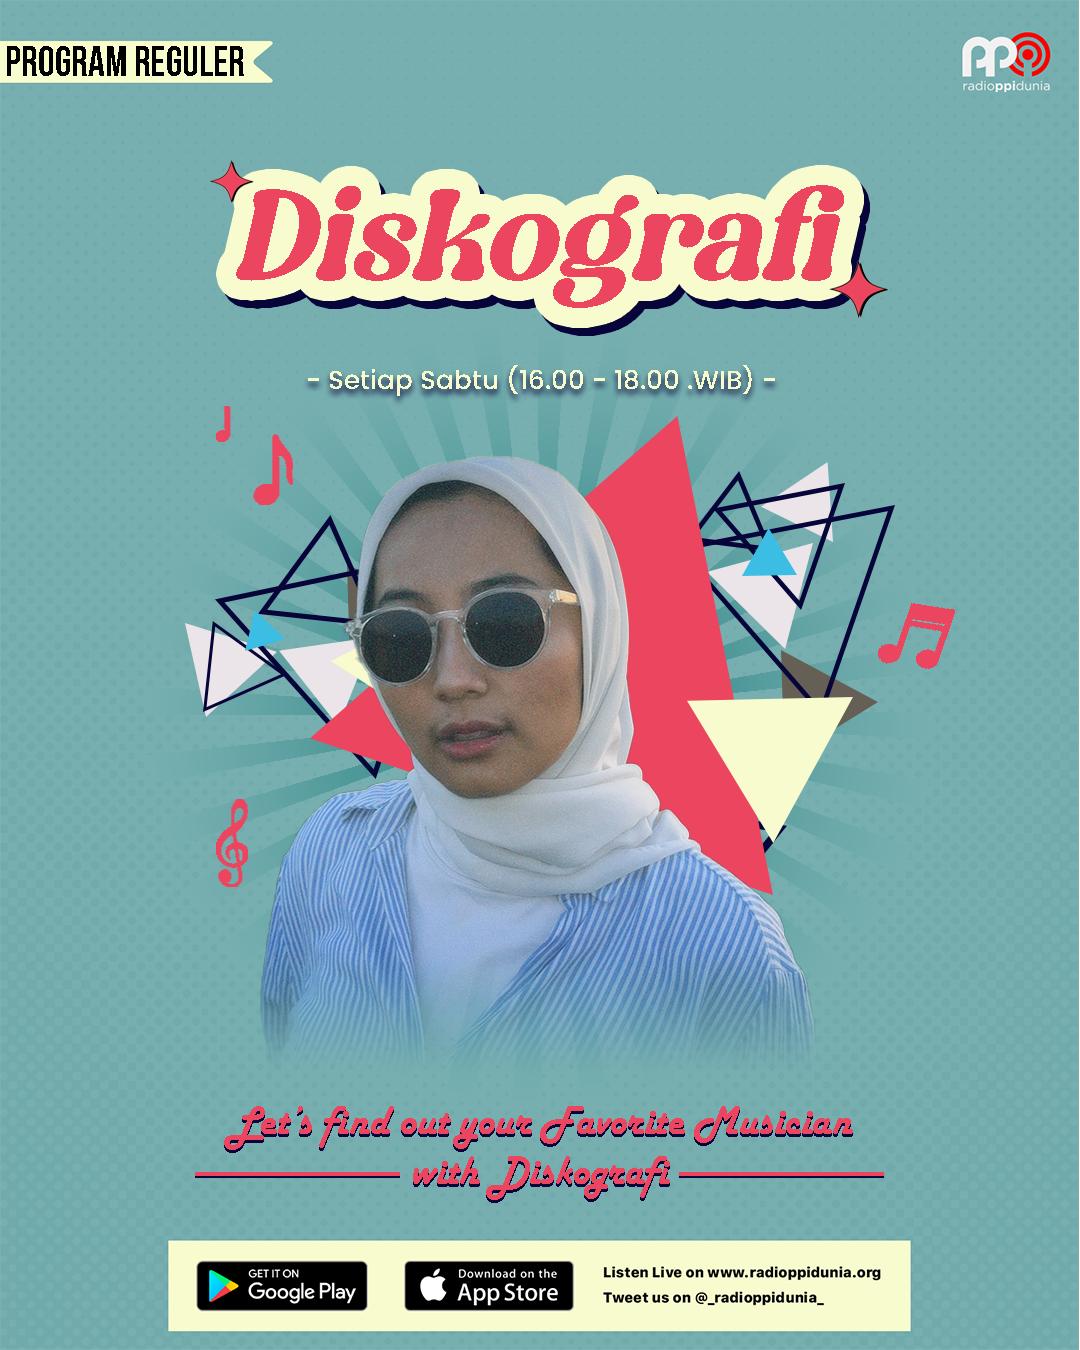 PROGRAM REGULER
PPI
radioppidunia
Diskografi
- Setiap Sabtu (16.00 - 18.00 .WIB) -
Let's find out your Favorite Musician
with Diskografi
GET IT ON
Google Play
Download on the
App Store
Listen Live on www.radioppidunia.org
Tweet us on @_radioppidunia_